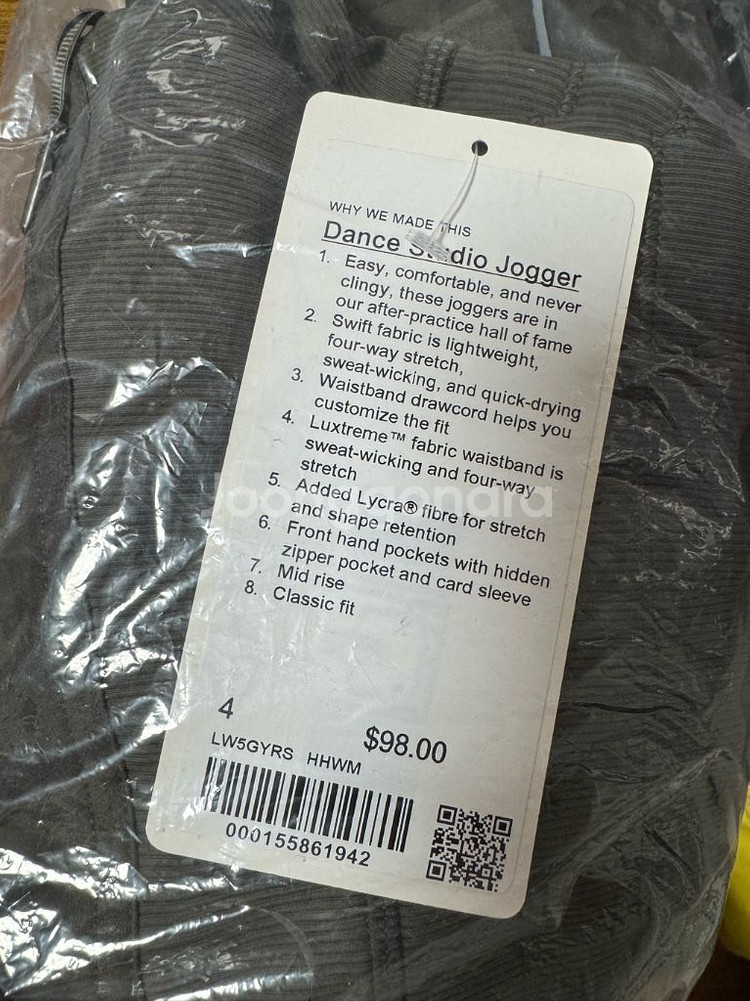 WHY WE MADE THIS
Dance Studio Jogger
1. Easy, comfortable, and never
clingy, these joggers are in
our after-practice hall of fame
2. Swift fabric is lightweight,
four-way stretch,
sweat-wicking, and quick-drying
3. Waistband drawcord helps you
customize the fit
4. Luxtreme™ fabric waistband is
sweat-wicking and four-way
stretch
5. Added Lycra® fibre for stretch
and shape retention
6. Front hand pockets with hidden
zipper pocket and card sleeve
7. Mid rise
8. Classic fit
joongonara
4
$98.00
LW5GYRS HHWM
000155861942